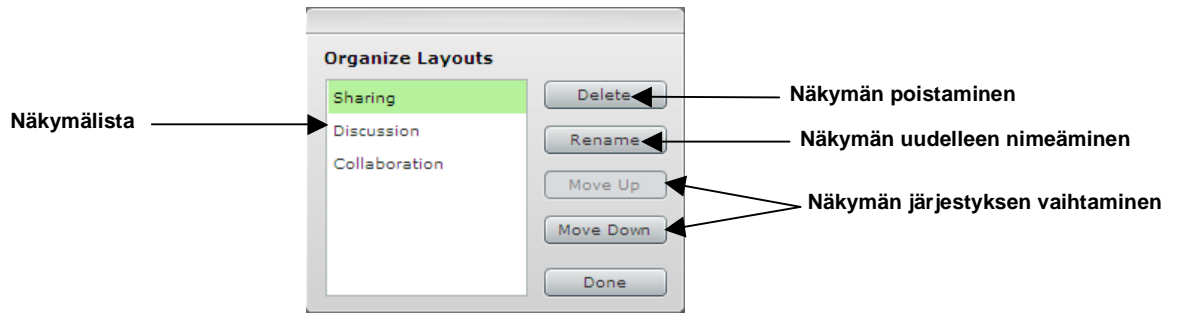 Organize Layouts
Sharing
Discussion
Collaboration
Delete
Rename
Move Up
Move Down
Done
Näkymälista
Näkymän poistaminen
Näkymän uudelleen nimeäminen
Näkymän järjestyksen vaihtaminen